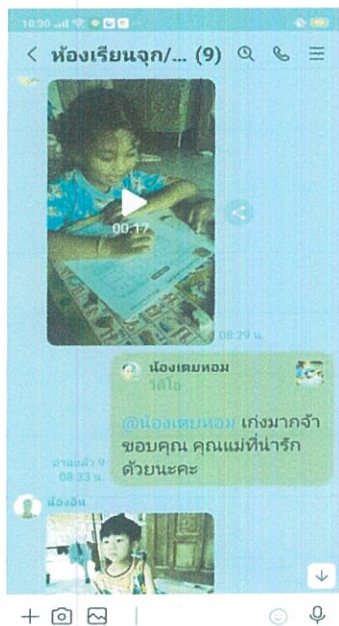 10:30
ห้องเรียนจุก/... (9)
00:17
08:29 น.
น้องเตยหอม
วิดีโอ
@น้องเตยหอม เก่งมากจ้า
ขอบคุณ คุณแม่ที่น่ารัก
ด้วยนะคะ
อ่านแล้ว 9
08:33 น.
น้องอิน